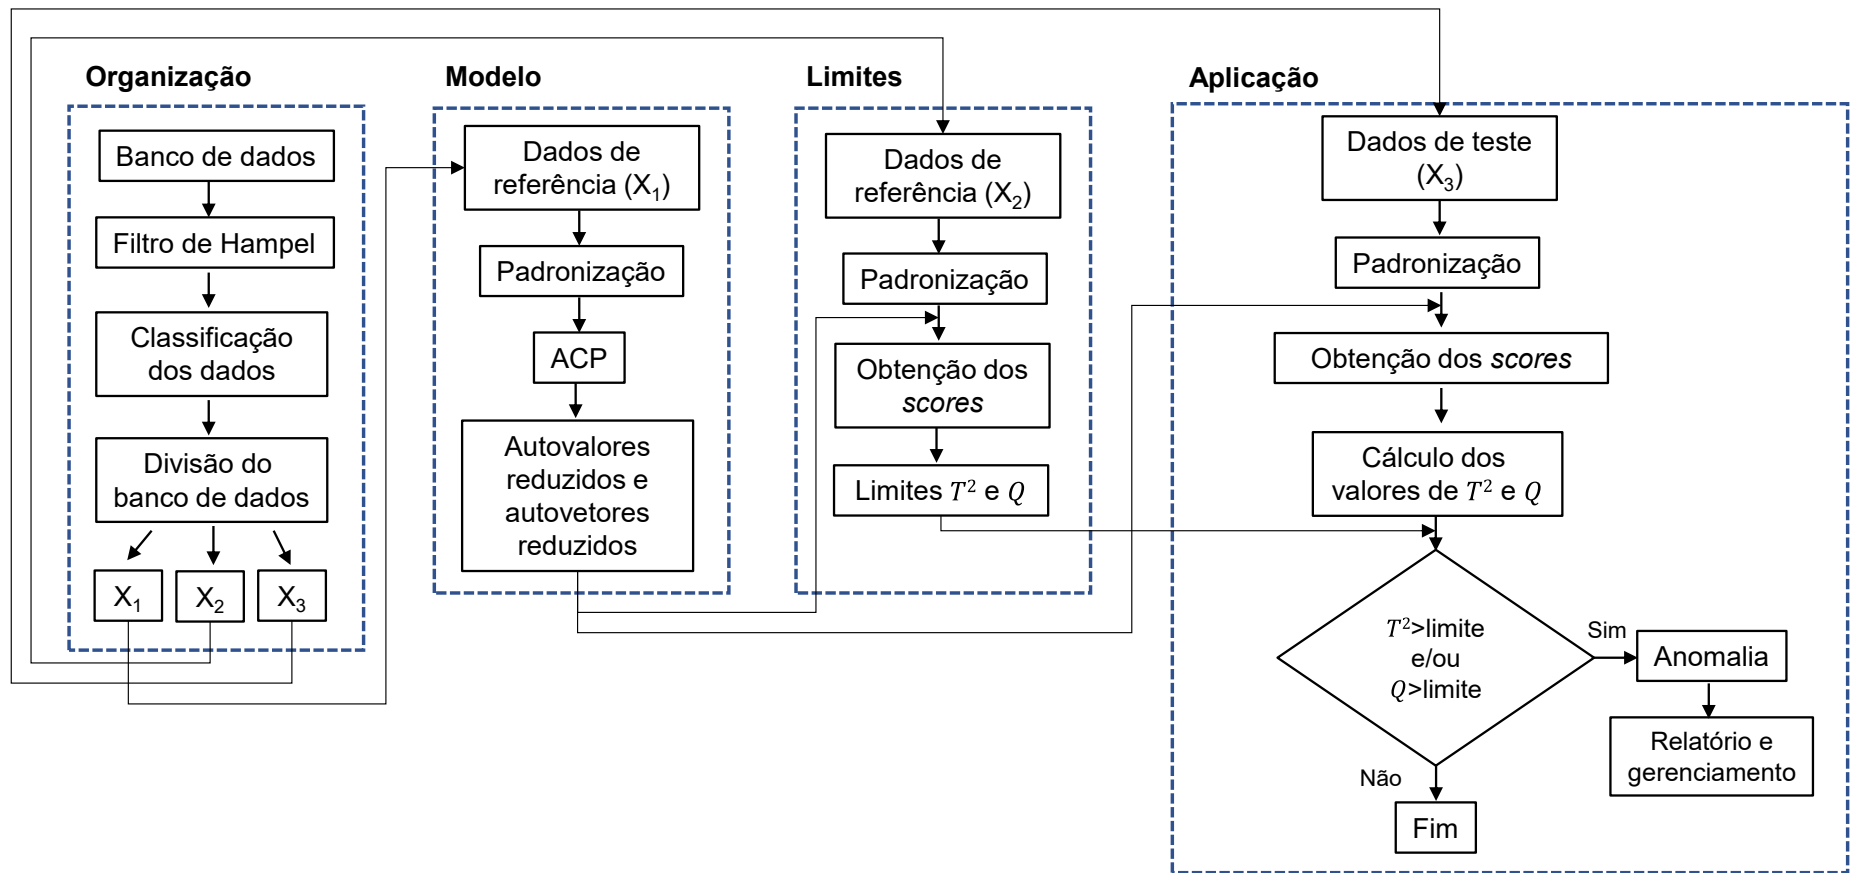 Organização
Banco de dados
Filtro de Hampel
Classificação
dos dados
Divisão do
banco de dados
X₁
X₂
X₃
Modelo
Dados de
referência (X₁)
Padronização
ACP
Autovalores
reduzidos e
autovetores
reduzidos
Limites
Dados de
referência (X₂)
Padronização
Obtenção dos
scores
Limites T² e Q
Aplicação
Dados de teste
(X₃)
Padronização
Obtenção dos scores
Cálculo dos
valores de T² e Q
T²>limite
e/ou
Q>limite
Sim
Anomalia
Relatório e
gerenciamento
Não
Fim